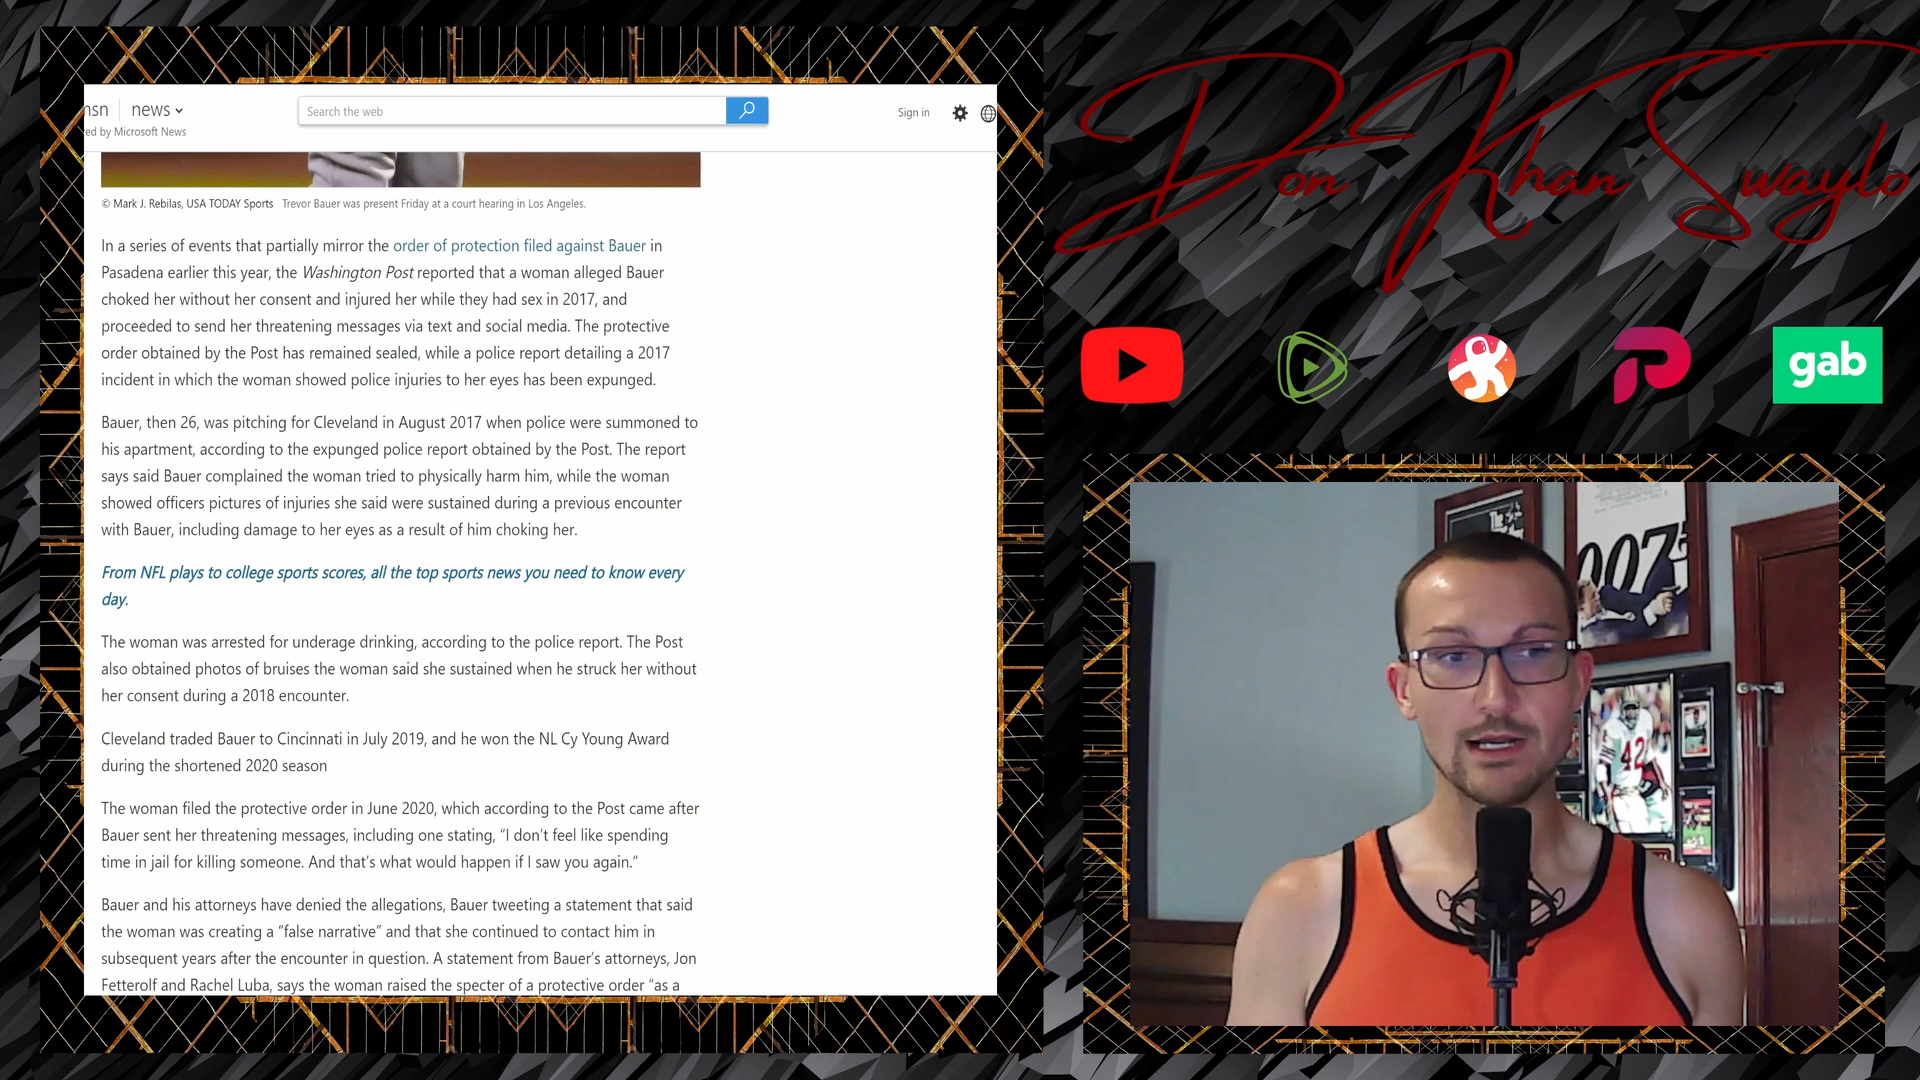 msn
news
ed by Microsoft News
Search the web
Sign in
© Mark J. Rebilas, USA TODAY Sports Trevor Bauer was present Friday at a court hearing in Los Angeles.
In a series of events that partially mirror the order of protection filed against Bauer in
Pasadena earlier this year, the Washington Post reported that a woman alleged Bauer
choked her without her consent and injured her while they had sex in 2017, and
proceeded to send her threatening messages via text and social media. The protective
order obtained by the Post has remained sealed, while a police report detailing a 2017
incident in which the woman showed police injuries to her eyes has been expunged.
Bauer, then 26, was pitching for Cleveland in August 2017 when police were summoned to
his apartment, according to the expunged police report obtained by the Post. The report
says said Bauer complained the woman tried to physically harm him, while the woman
showed officers pictures of injuries she said were sustained during a previous encounter
with Bauer, including damage to her eyes as a result of him choking her.
From NFL plays to college sports scores, all the top sports news you need to know every
day.
The woman was arrested for underage drinking, according to the police report. The Post
also obtained photos of bruises the woman said she sustained when he struck her without
her consent during a 2018 encounter.
Cleveland traded Bauer to Cincinnati in July 2019, and he won the NL Cy Young Award
during the shortened 2020 season
The woman filed the protective order in June 2020, which according to the Post came after
Bauer sent her threatening messages, including one stating, “I don’t feel like spending
time in jail for killing someone. And that’s what would happen if I saw you again.”
Bauer and his attorneys have denied the allegations, Bauer tweeting a statement that said
the woman was creating a “false narrative” and that she continued to contact him in
subsequent years after the encounter in question. A statement from Bauer’s attorneys, Jon
Fetterolf and Rachel Luba, says the woman raised the specter of a protective order “as a
Don Khan Swaylo
gab
The
007
42